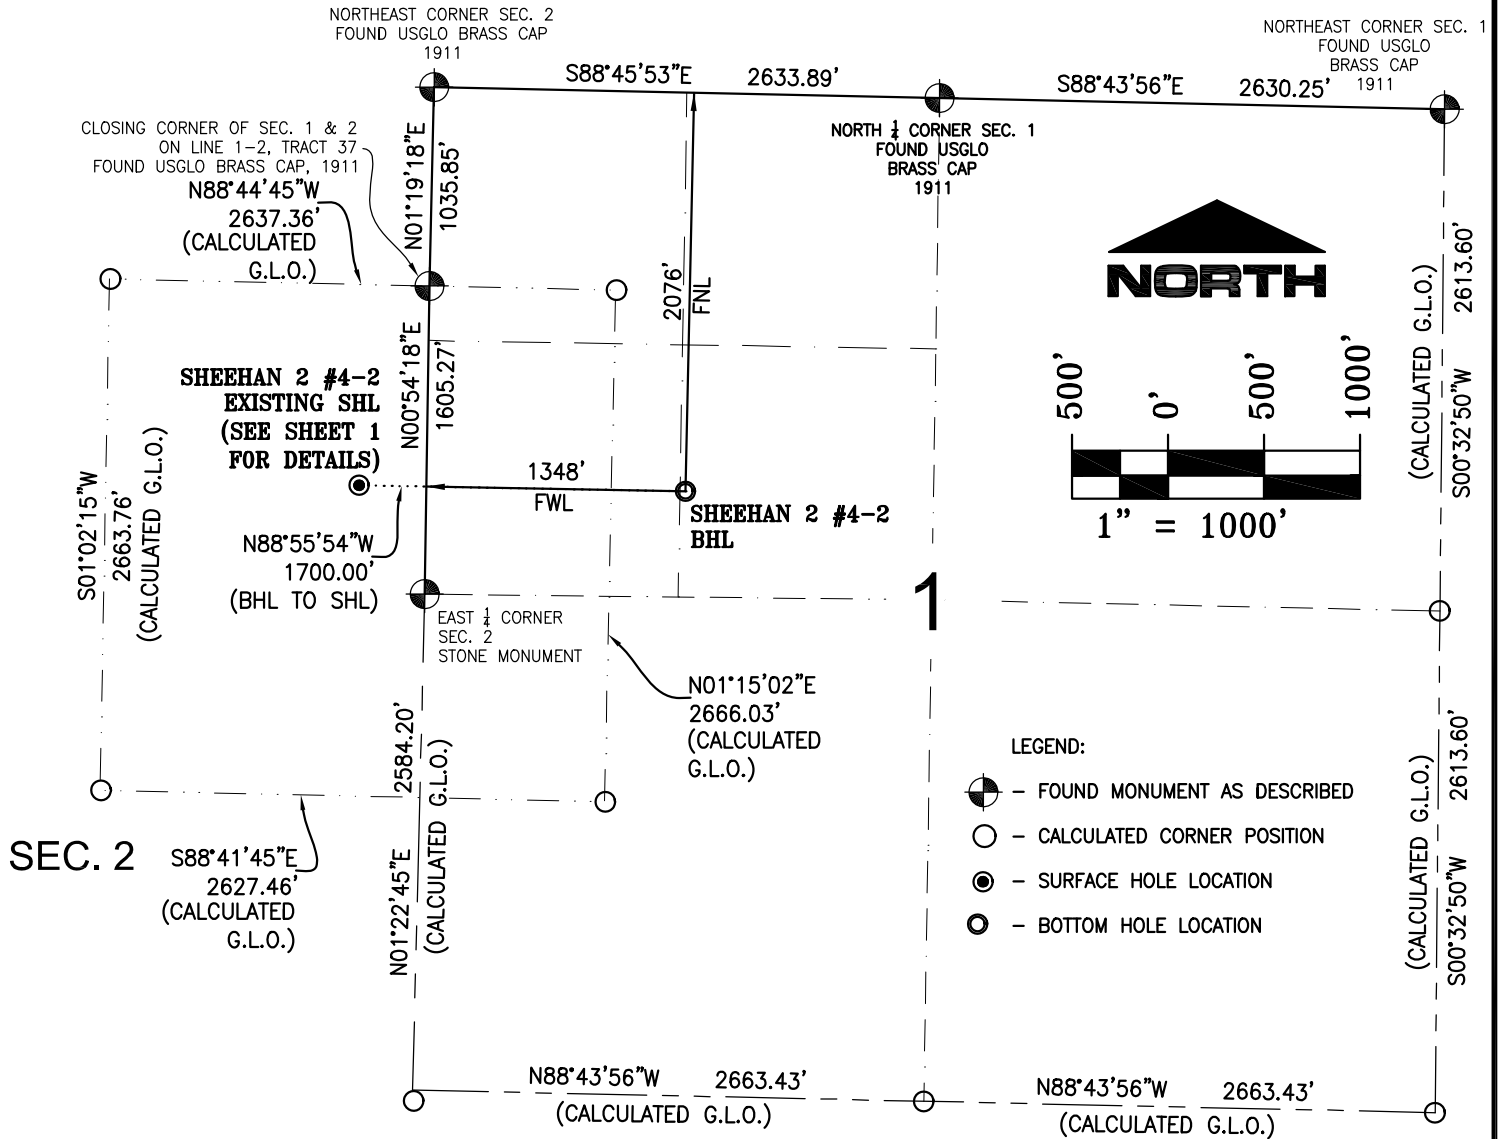 NORTHEAST CORNER SEC. 2
FOUND USGLO BRASS CAP
1911
NORTHEAST CORNER SEC. 1
FOUND USGLO
BRASS CAP
1911
S88°45'53"E 2633.89'
S88°43'56"E 2630.25'
CLOSING CORNER OF SEC. 1 & 2
ON LINE 1-2, TRACT 37
FOUND USGLO BRASS CAP, 1911
N01°19'18"E
1035.85'
NORTH 1/4 CORNER SEC. 1
FOUND USGLO
BRASS CAP
1911
N88°44'45"W
2637.36'
(CALCULATED
G.L.O.)
2076'
FNL
NORTH
(CALCULATED G.L.O.)
S00°32'50"W 2613.60'
500' 0' 500' 1000'
1" = 1000'
SHEEHAN 2 #4-2
EXISTING SHL
(SEE SHEET 1
FOR DETAILS)
N00°54'18"E
1605.27'
1348'
FWL
SHEEHAN 2 #4-2
BHL
S01°02'15"W
2663.76'
(CALCULATED G.L.O.)
N88°55'54"W
1700.00'
(BHL TO SHL)
1
EAST 1/4 CORNER
SEC. 2
STONE MONUMENT
N01°15'02"E
2666.03'
(CALCULATED
G.L.O.)
N01°22'45"E 2584.20'
(CALCULATED G.L.O.)
LEGEND:
– FOUND MONUMENT AS DESCRIBED
– CALCULATED CORNER POSITION
– SURFACE HOLE LOCATION
– BOTTOM HOLE LOCATION
(CALCULATED G.L.O.)
S00°32'50"W 2613.60'
SEC. 2
S88°41'45"E
2627.46'
(CALCULATED
G.L.O.)
N88°43'56"W 2663.43'
(CALCULATED G.L.O.)
N88°43'56"W 2663.43'
(CALCULATED G.L.O.)